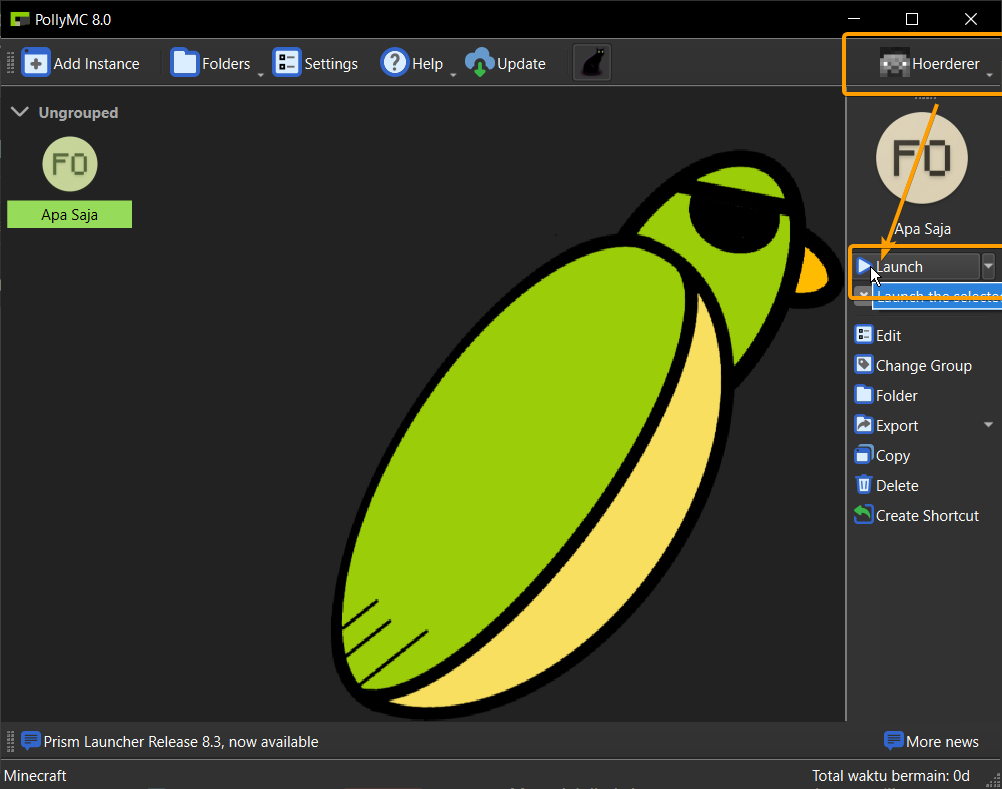 PollyMC 8.0
Add Instance
Folders
Settings
Help
Update
Hoerderer
Ungrouped
FO
Apa Saja
FO
Apa Saja
Launch
Launch the selected
Edit
Change Group
Folder
Export
Copy
Delete
Create Shortcut
Prism Launcher Release 8.3, now available
More news
Minecraft
Total waktu bermain: 0d